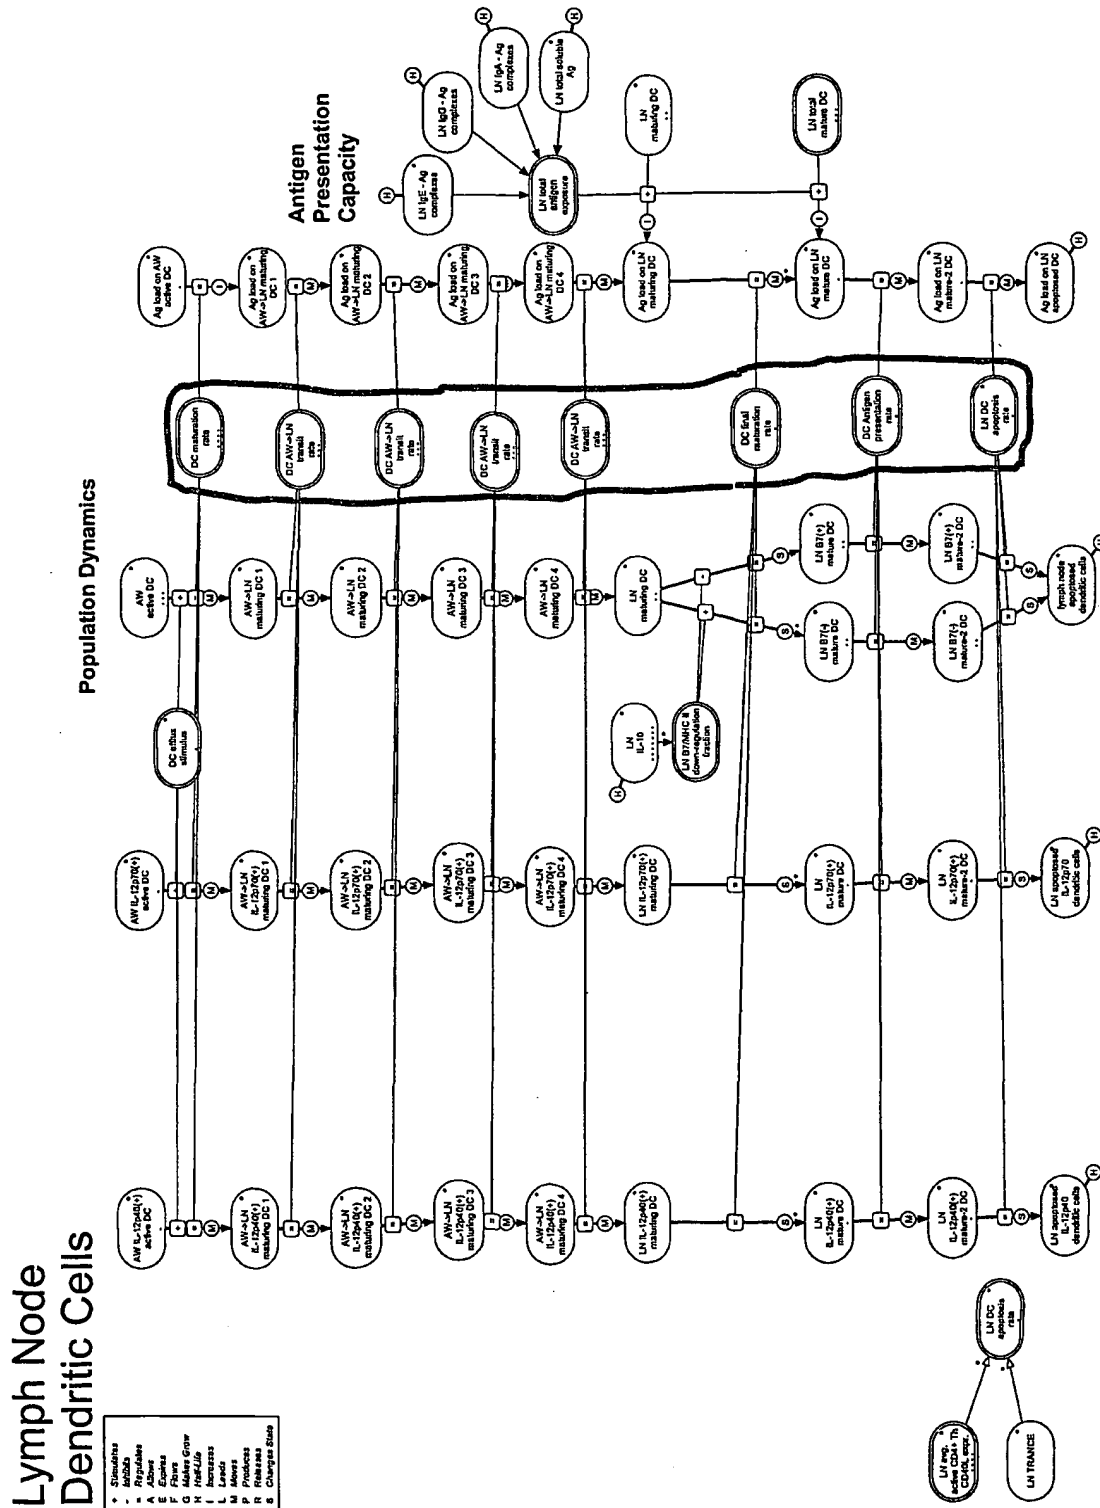 Lymph Node
Dendritic Cells
+ Stimulates
- Inhibits
= Regulates
A Allows
E Expires
F Flows
G Makes Grow
H Half-Life
I Increases
L Leads
M Moves
P Produces
R Releases
S Changes State
Population Dynamics
Antigen
Presentation
Capacity
AW IL-12p40(+)
active DC
AW->LN
IL-12p40(+)
maturing DC 1
AW->LN
IL-12p40(+)
maturing DC 2
AW->LN
IL-12p40(+)
maturing DC 3
AW->LN
IL-12p40(+)
maturing DC 4
LN IL-12p40(+)
maturing DC
LN
IL-12p40(+)
mature DC
LN
IL-12p40(+)
mature-2 DC
LN apoptosed
IL-12p40
dendritic cells
AW IL-12p70(+)
active DC
AW->LN
IL-12p70(+)
maturing DC 1
AW->LN
IL-12p70(+)
maturing DC 2
AW->LN
IL-12p70(+)
maturing DC 3
AW->LN
IL-12p70(+)
maturing DC 4
LN IL-12p70(+)
maturing DC
LN
IL-12p70(+)
mature DC
LN
IL-12p70(+)
mature-2 DC
LN apoptosed
IL-12p70
dendritic cells
DC efflux
stimulus
LN
IL-10
LN B7/MHC II
down-regulation
fraction
AW
active DC
AW->LN
maturing DC 1
AW->LN
maturing DC 2
AW->LN
maturing DC 3
AW->LN
maturing DC 4
LN
maturing DC
LN B7(-)
mature DC
LN B7(+)
mature DC
LN B7(-)
mature-2 DC
LN B7(+)
mature-2 DC
lymph node
apoptosed
dendritic cells
DC maturation
rate
DC AW->LN
transit
rate
DC AW->LN
transit
rate
DC AW->LN
transit
rate
DC AW->LN
transit
rate
DC final
maturation
rate
DC Antigen
presentation
rate
LN DC
apoptosis
rate
Ag load on AW
active DC
Ag load on
AW->LN maturing
DC 1
Ag load on
AW->LN maturing
DC 2
Ag load on
AW->LN maturing
DC 3
Ag load on
AW->LN maturing
DC 4
Ag load on LN
maturing DC
Ag load on LN
mature DC
Ag load on LN
mature-2 DC
Ag load on LN
apoptosed DC
LN IgE - Ag
complexes
LN IgG - Ag
complexes
LN IgA - Ag
complexes
LN total soluble
Ag
LN total
antigen
exposure
LN
maturing DC
LN total
mature DC
LN avg.
active CD4+ Th
CD40L expr.
LN TRANCE
LN DC
apoptosis
rate